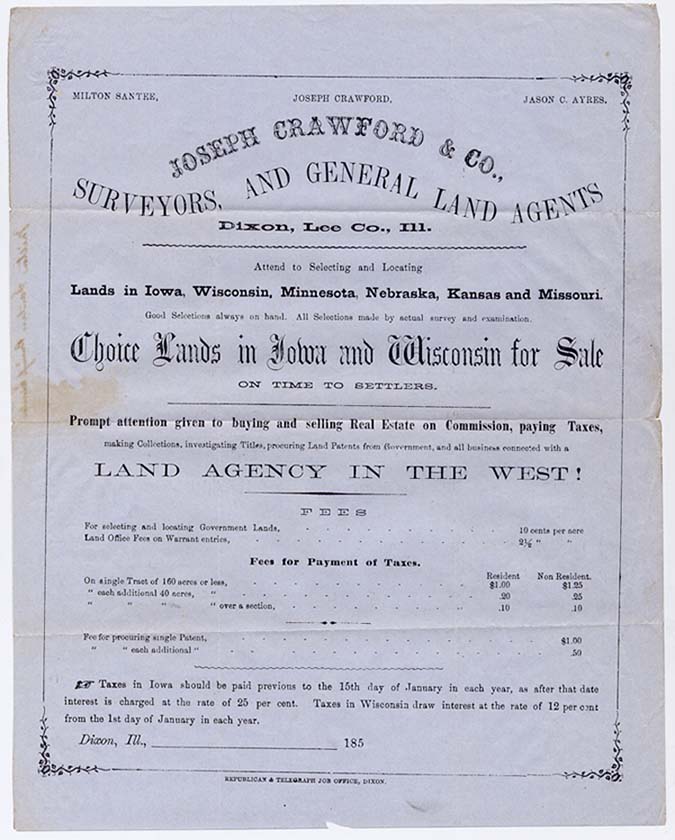 MILTON SANTEE, JOSEPH CRAWFORD, JASON C. AYRES.
JOSEPH CRAWFORD & CO.,
SURVEYORS, AND GENERAL LAND AGENTS
Dixon, Lee Co., Ill.
Attend to Selecting and Locating
Lands in Iowa, Wisconsin, Minnesota, Nebraska, Kansas and Missouri.
Good Selections always on hand. All Selections made by actual survey and examination.
Choice Lands in Iowa and Wisconsin for Sale
ON TIME TO SETTLERS.
Prompt attention given to buying and selling Real Estate on Commission, paying Taxes,
making Collections, investigating Titles, procuring Land Patents from Government, and all business connected with a
LAND AGENCY IN THE WEST!
FEES
For selecting and locating Government Lands, 10 cents per acre
Land Office Fees on Warrant entries, " "
Fees for Payment of Taxes.
Resident Non Resident.
On single Tract of 160 acres or less, $1.00 $1.25
" each additional 40 acres, " .20 .25
" " " " over a section, .10 .10
Fee for procuring single Patent, $1.00
" " each additional " .50
☞ Taxes in Iowa should be paid previous to the 15th day of January in each year, as after that date
interest is charged at the rate of 25 per cent. Taxes in Wisconsin draw interest at the rate of 12 per cent
from the 1st day of January in each year.
Dixon, Ill., 185
REPUBLICAN & TELEGRAPH JOB OFFICE, DIXON.